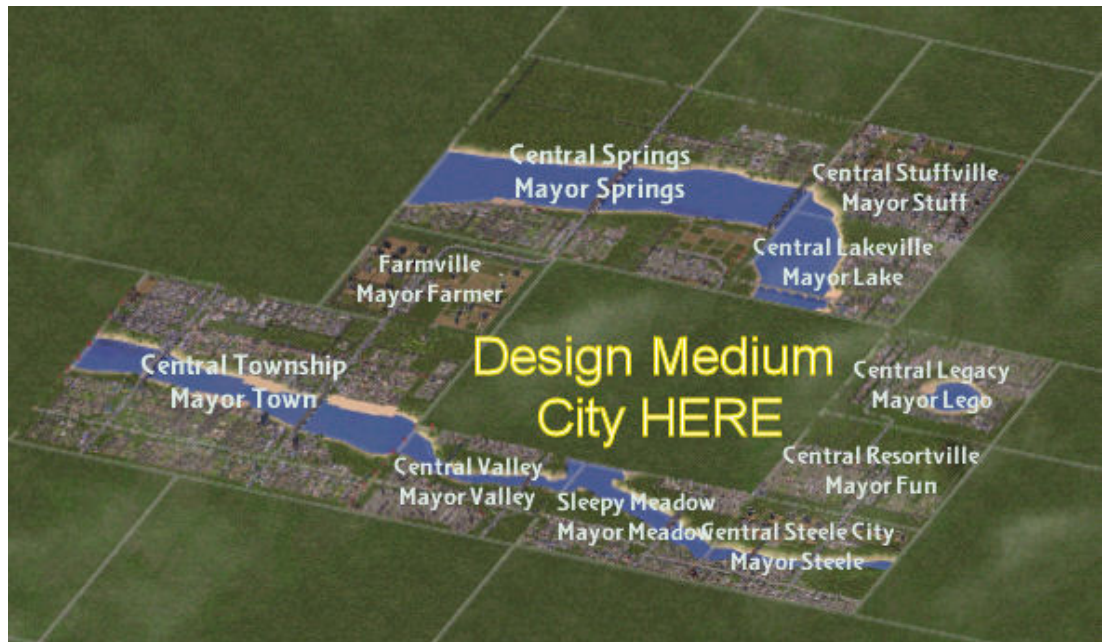 Central Springs
Mayor Springs
Central Stuffville
Mayor Stuff
Central Lakeville
Mayor Lake
Farmville
Mayor Farmer
Design Medium
City HERE
Central Township
Mayor Town
Central Legacy
Mayor Lego
Central Valley
Mayor Valley
Central Resortville
Mayor Fun
Sleepy Meadow
Mayor Meadow
Central Steele City
Mayor Steele